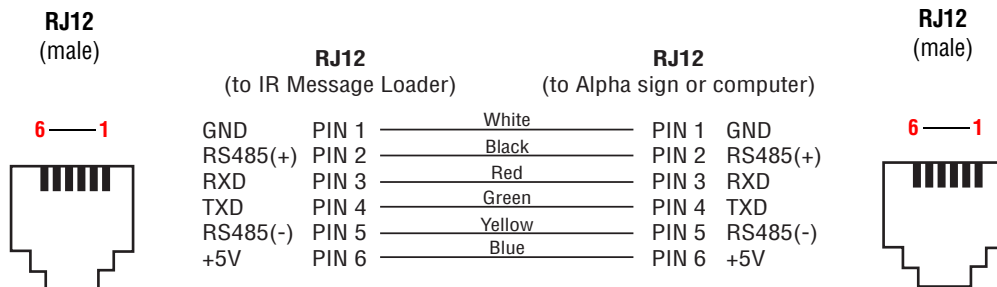 RJ12
(male)
RJ12
(male)
RJ12
(to IR Message Loader)
RJ12
(to Alpha sign or computer)
6 1
6 1
GND PIN 1 White PIN 1 GND
RS485(+) PIN 2 Black PIN 2 RS485(+)
RXD PIN 3 Red PIN 3 RXD
TXD PIN 4 Green PIN 4 TXD
RS485(-) PIN 5 Yellow PIN 5 RS485(-)
+5V PIN 6 Blue PIN 6 +5V